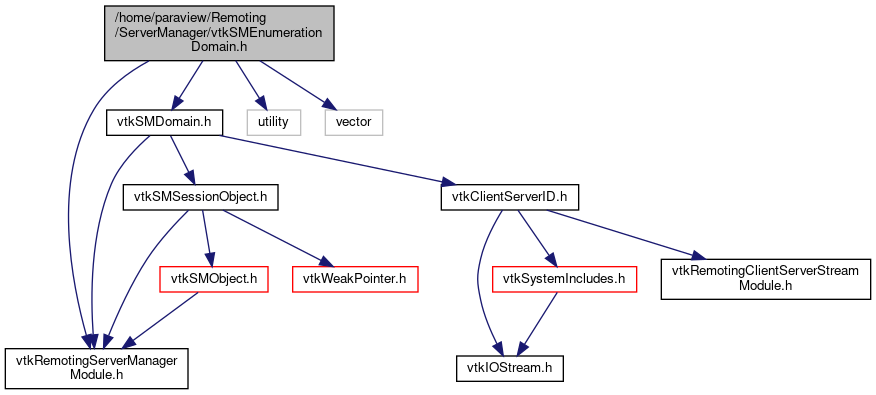 /home/paraview/Remoting
/ServerManager/vtkSMEnumeration
Domain.h
vtkSMDomain.h
utility
vector
vtkSMSessionObject.h
vtkClientServerID.h
vtkSMObject.h
vtkWeakPointer.h
vtkSystemIncludes.h
vtkRemotingClientServerStream
Module.h
vtkRemotingServerManager
Module.h
vtkIOStream.h